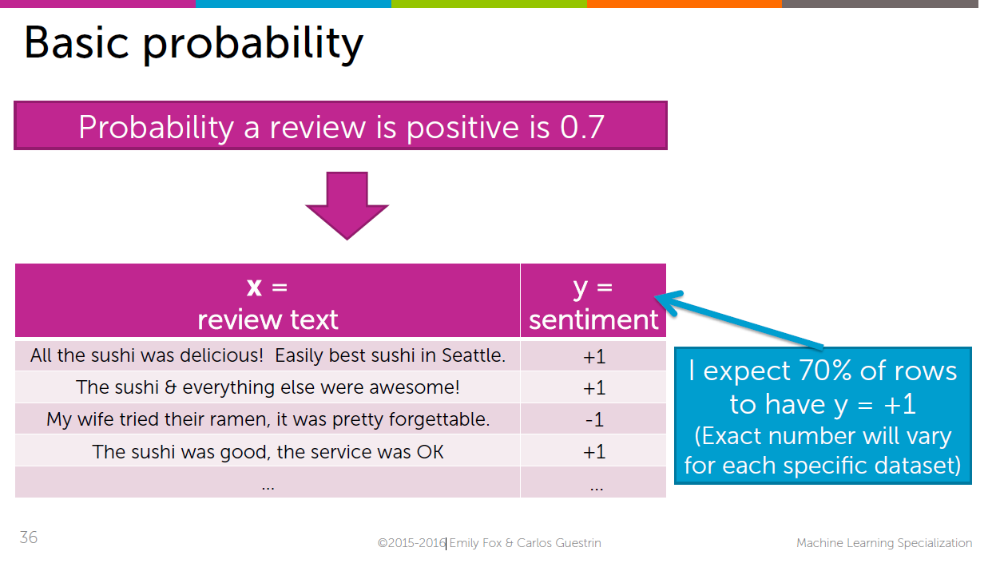 Basic probability
Probability a review is positive is 0.7
x =
review text
y =
sentiment
All the sushi was delicious! Easily best sushi in Seattle.
+1
The sushi & everything else were awesome!
+1
My wife tried their ramen, it was pretty forgettable.
-1
The sushi was good, the service was OK
+1
...
...
I expect 70% of rows
to have y = +1
(Exact number will vary
for each specific dataset)
36
©2015-2016 Emily Fox & Carlos Guestrin
Machine Learning Specialization